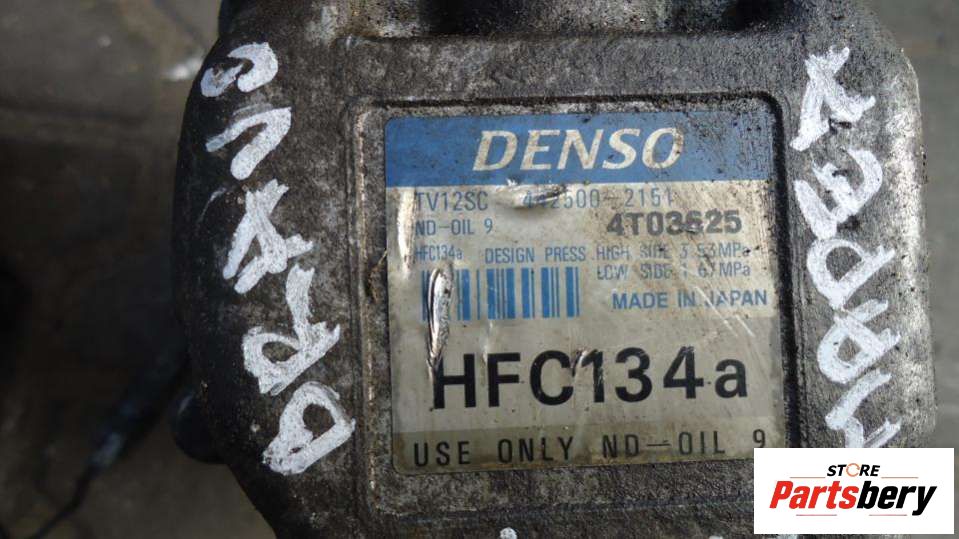 DENSO
TV12SC 442500-2151
ND-OIL 9 4T03625
HFC134a DESIGN PRESS HIGH SIDE 3.53MPa
LOW SIDE 1.67MPa
MADE IN JAPAN
HFC134a
USE ONLY ND-OIL 9
STORE
Partsbery